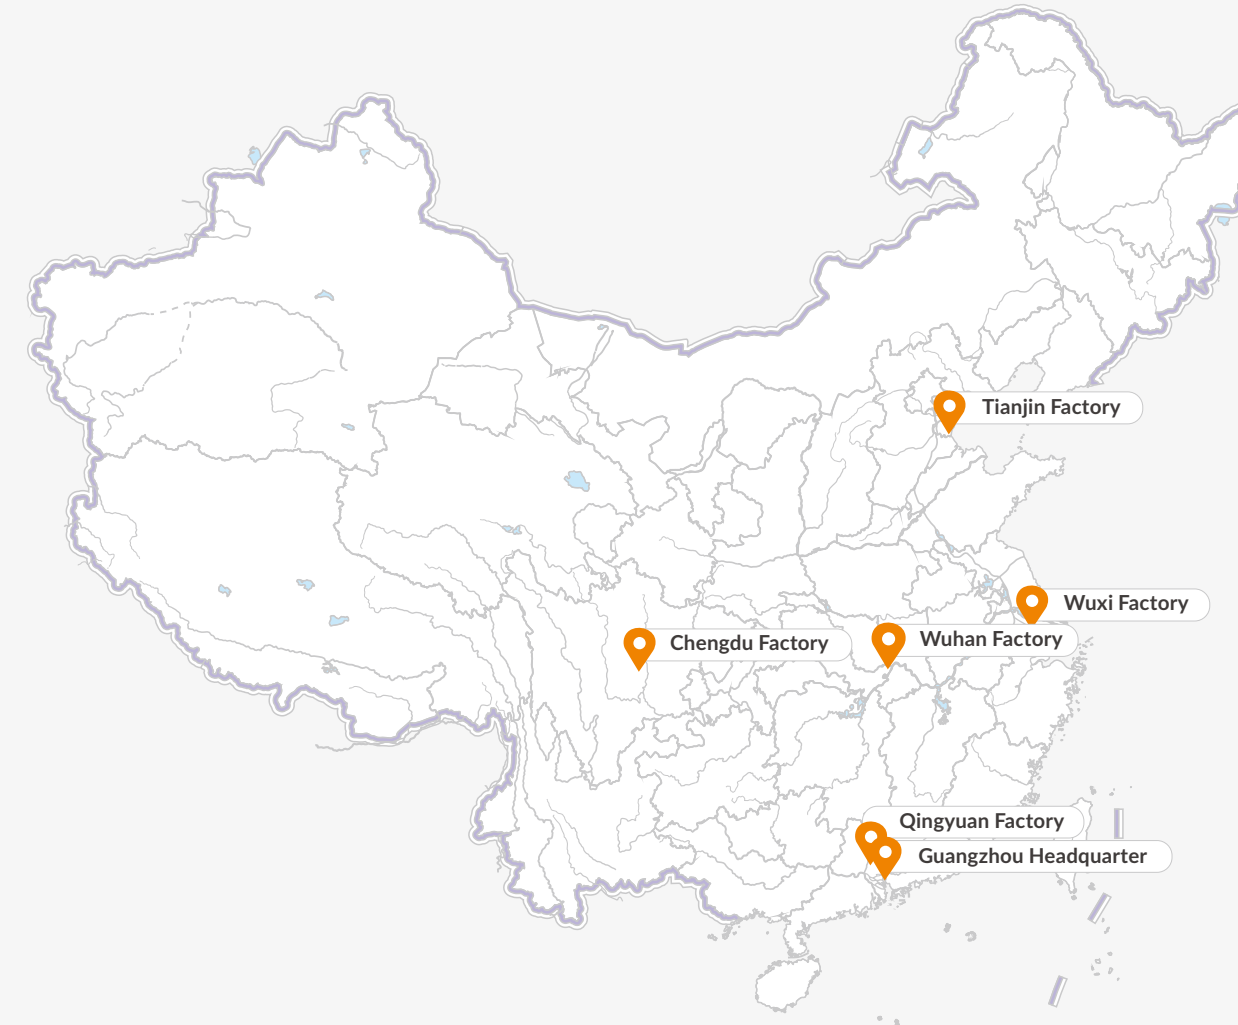 Tianjin Factory
Wuxi Factory
Wuhan Factory
Chengdu Factory
Qingyuan Factory
Guangzhou Headquarter